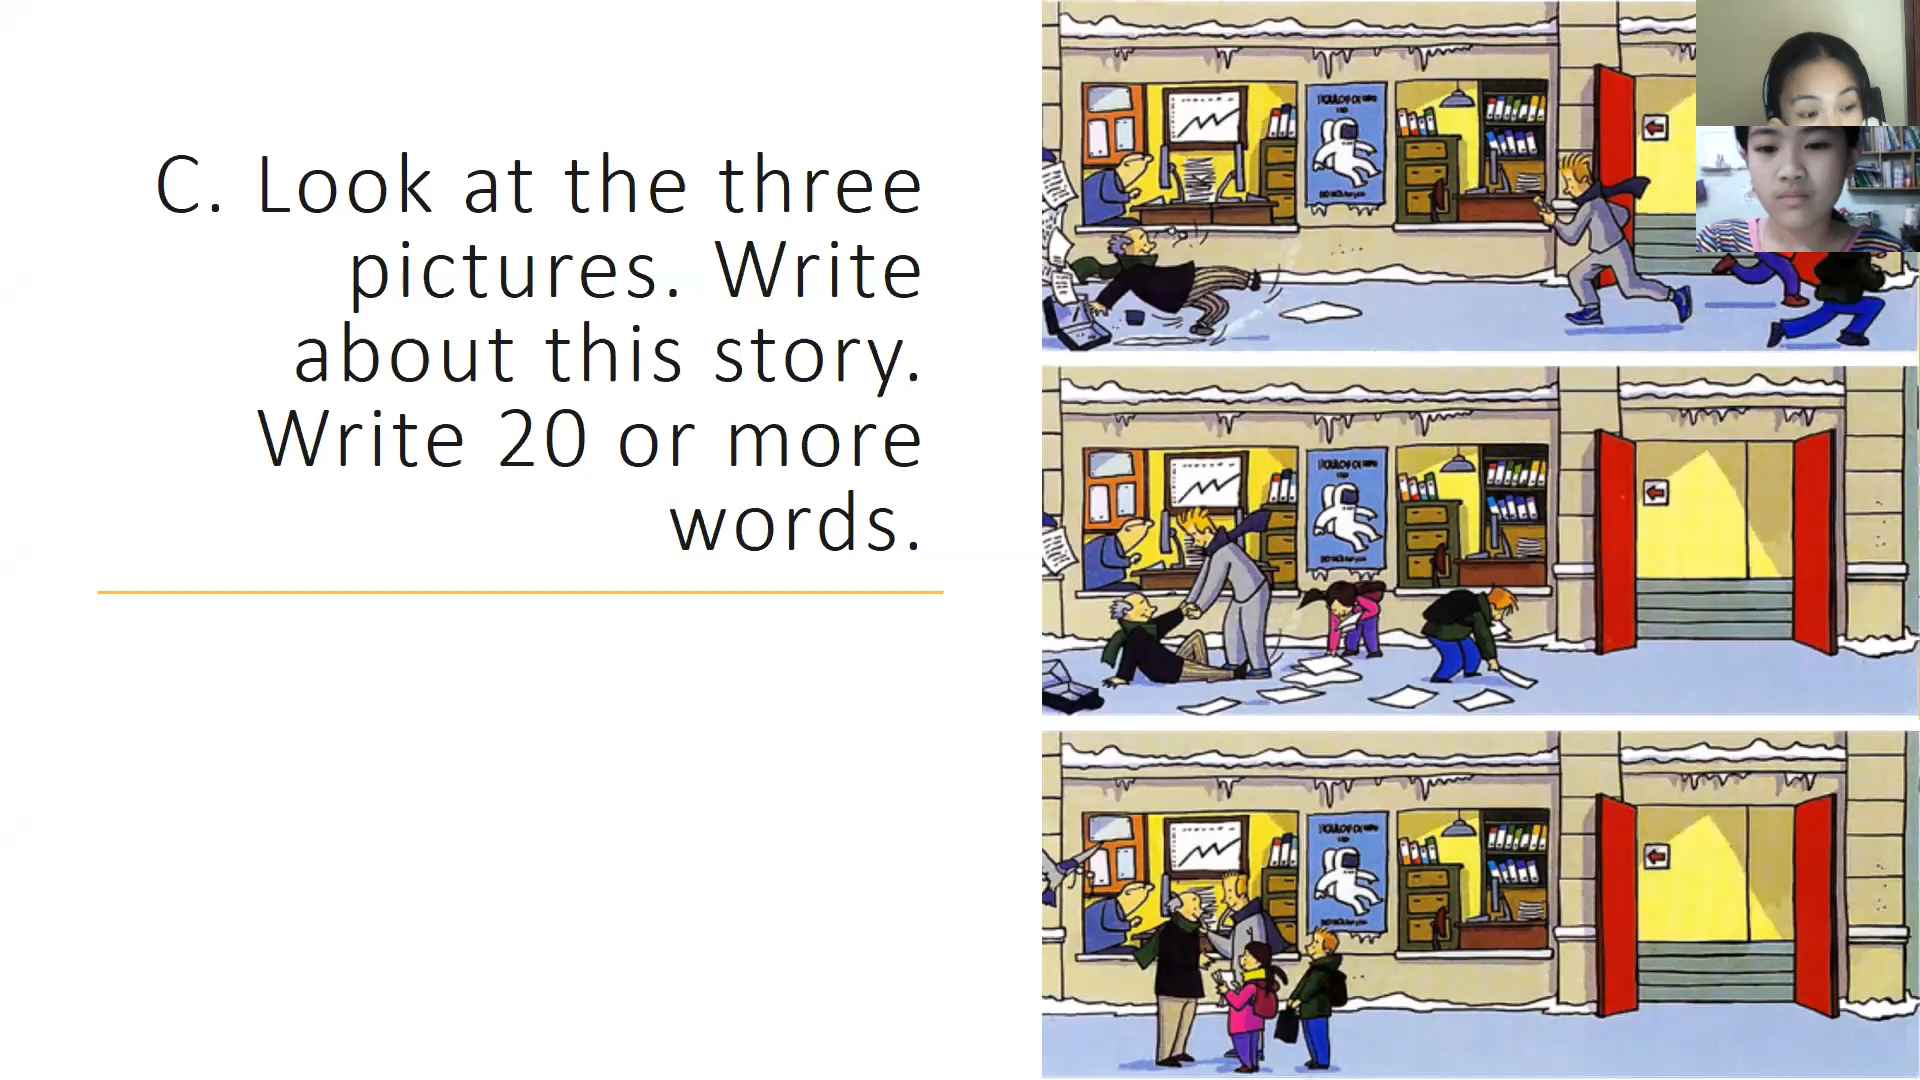 C. Look at the three
pictures. Write
about this story.
Write 20 or more
words.